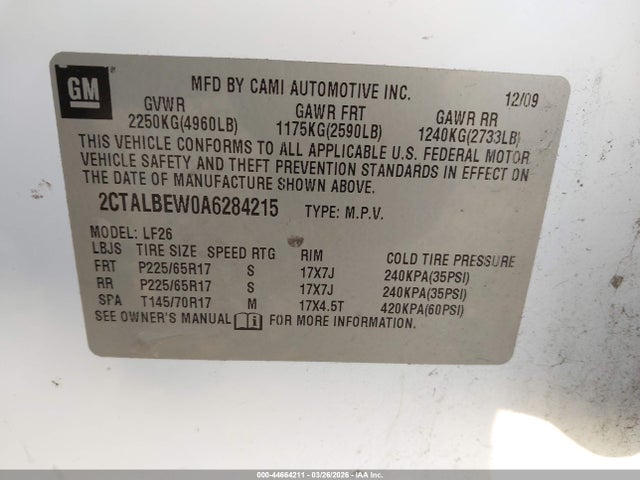 GM
MFD BY CAMI AUTOMOTIVE INC. 12/09
GVWR GAWR FRT GAWR RR
2250KG(4960LB) 1175KG(2590LB) 1240KG(2733LB)
THIS VEHICLE CONFORMS TO ALL APPLICABLE U.S. FEDERAL MOTOR
VEHICLE SAFETY AND THEFT PREVENTION STANDARDS IN EFFECT ON
THE DATE OF MANUFACTURE SHOWN ABOVE.
2CTALBEW0A6284215 TYPE: M.P.V.
MODEL: LF26
LBJS TIRE SIZE SPEED RTG RIM COLD TIRE PRESSURE
FRT P225/65R17 S 17X7J 240KPA(35PSI)
RR P225/65R17 S 17X7J 240KPA(35PSI)
SPA T145/70R17 M 17X4.5T 420KPA(60PSI)
SEE OWNER'S MANUAL i FOR MORE INFORMATION.
000-44664211 - 03/26/2026 - IAA Inc.